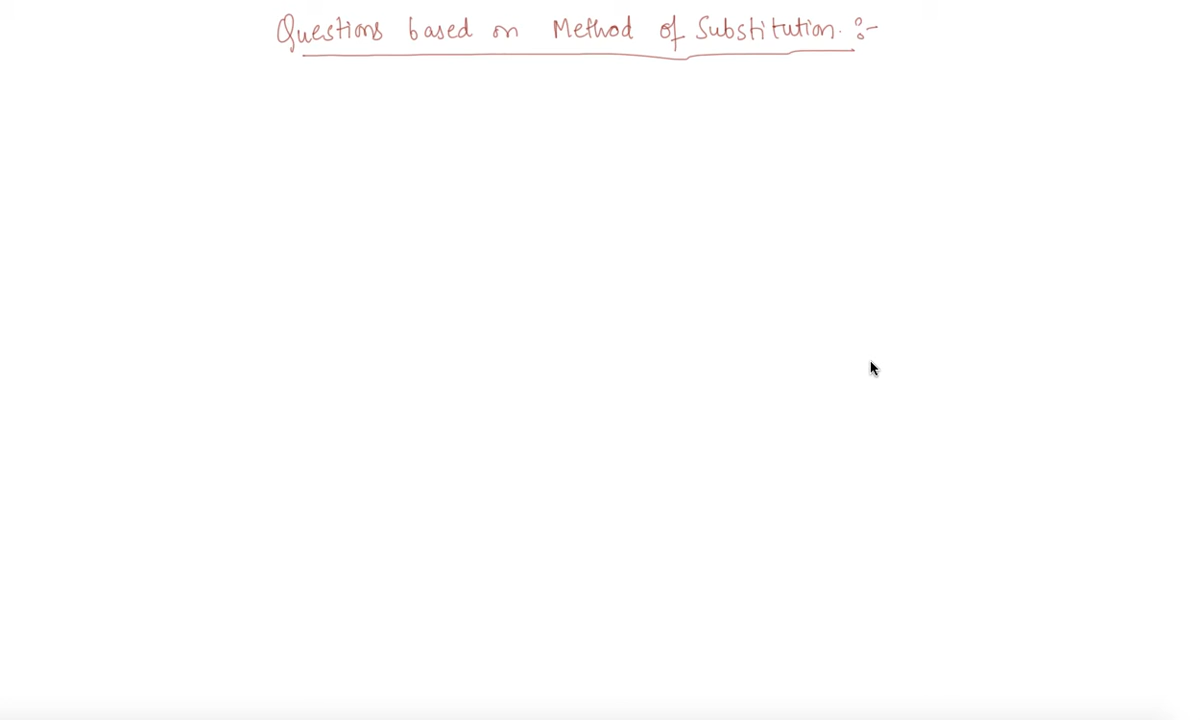 Questions based on Method of Substitution. :-